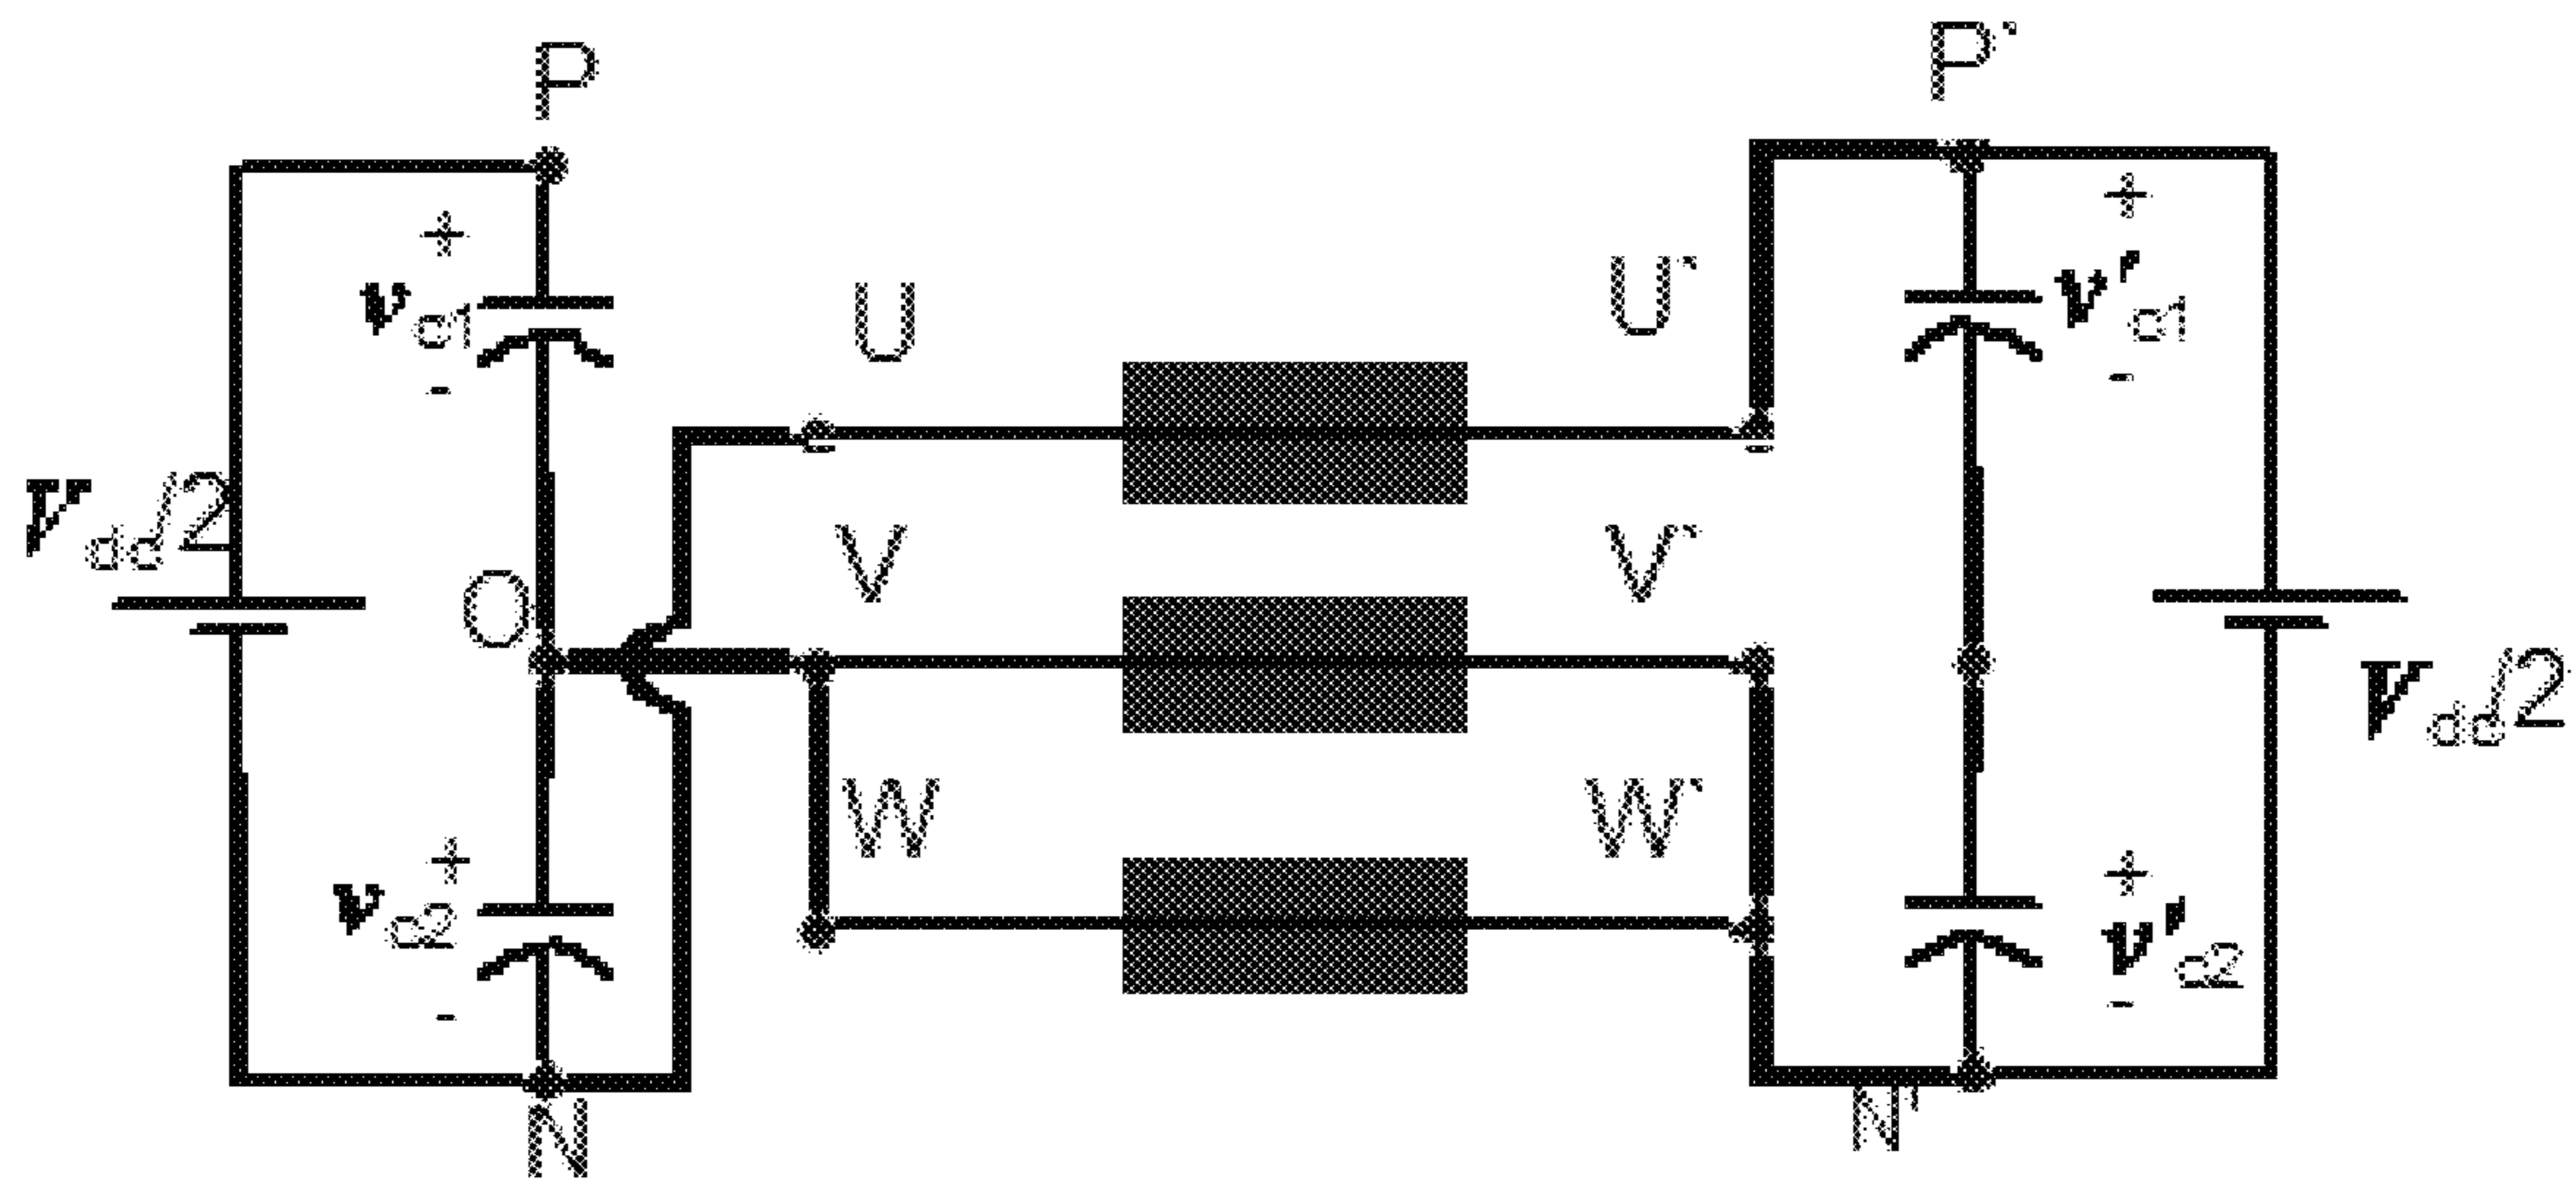 P
P'
+
+
vc1
v'c1
-
-
U
U'
Vdc/2
V
V'
O
Vdc/2
W
W'
+
+
vc2
v'c2
-
-
N
N'